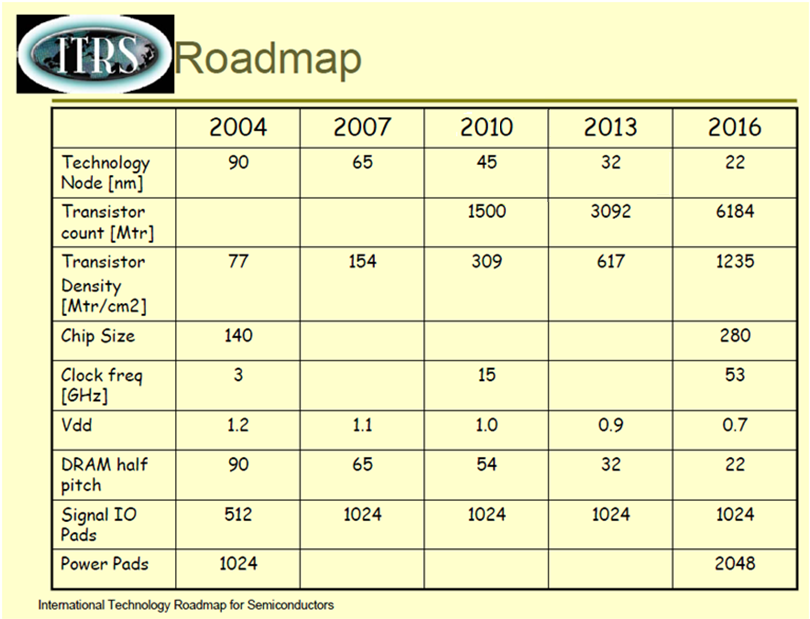 ITRS Roadmap
2004 2007 2010 2013 2016
Technology
Node [nm] 90 65 45 32 22
Transistor
count [Mtr] 1500 3092 6184
Transistor
Density
[Mtr/cm2] 77 154 309 617 1235
Chip Size 140 280
Clock freq
[GHz] 3 15 53
Vdd 1.2 1.1 1.0 0.9 0.7
DRAM half
pitch 90 65 54 32 22
Signal IO
Pads 512 1024 1024 1024 1024
Power Pads 1024 2048
International Technology Roadmap for Semiconductors